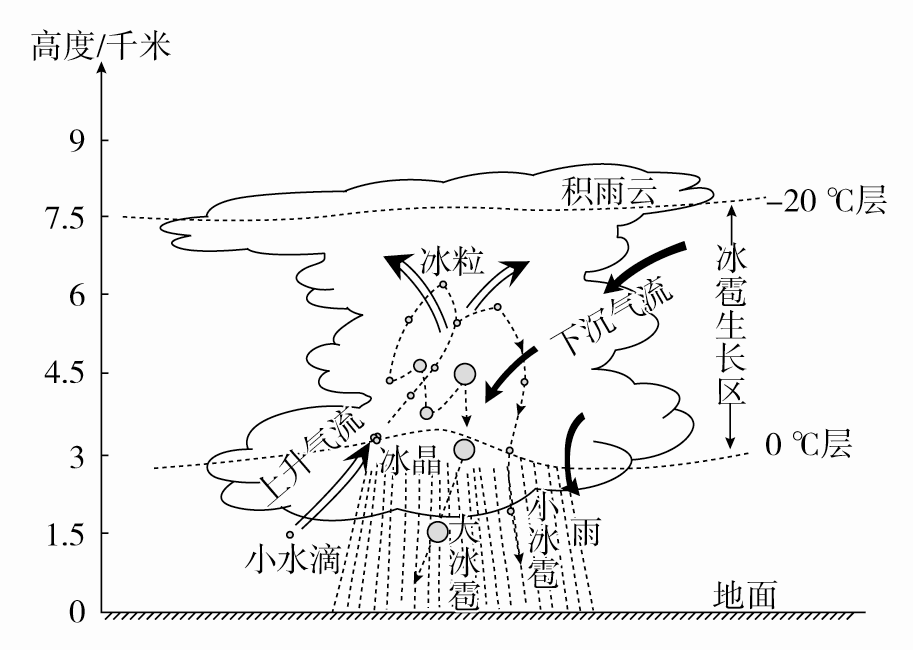 高度/千米
9
7.5
6
4.5
3
1.5
0
积雨云
-20 ℃层
冰粒
冰雹生长区
下沉气流
上升气流
冰晶
0 ℃层
小水滴
大冰雹
小冰雹
雨
地面